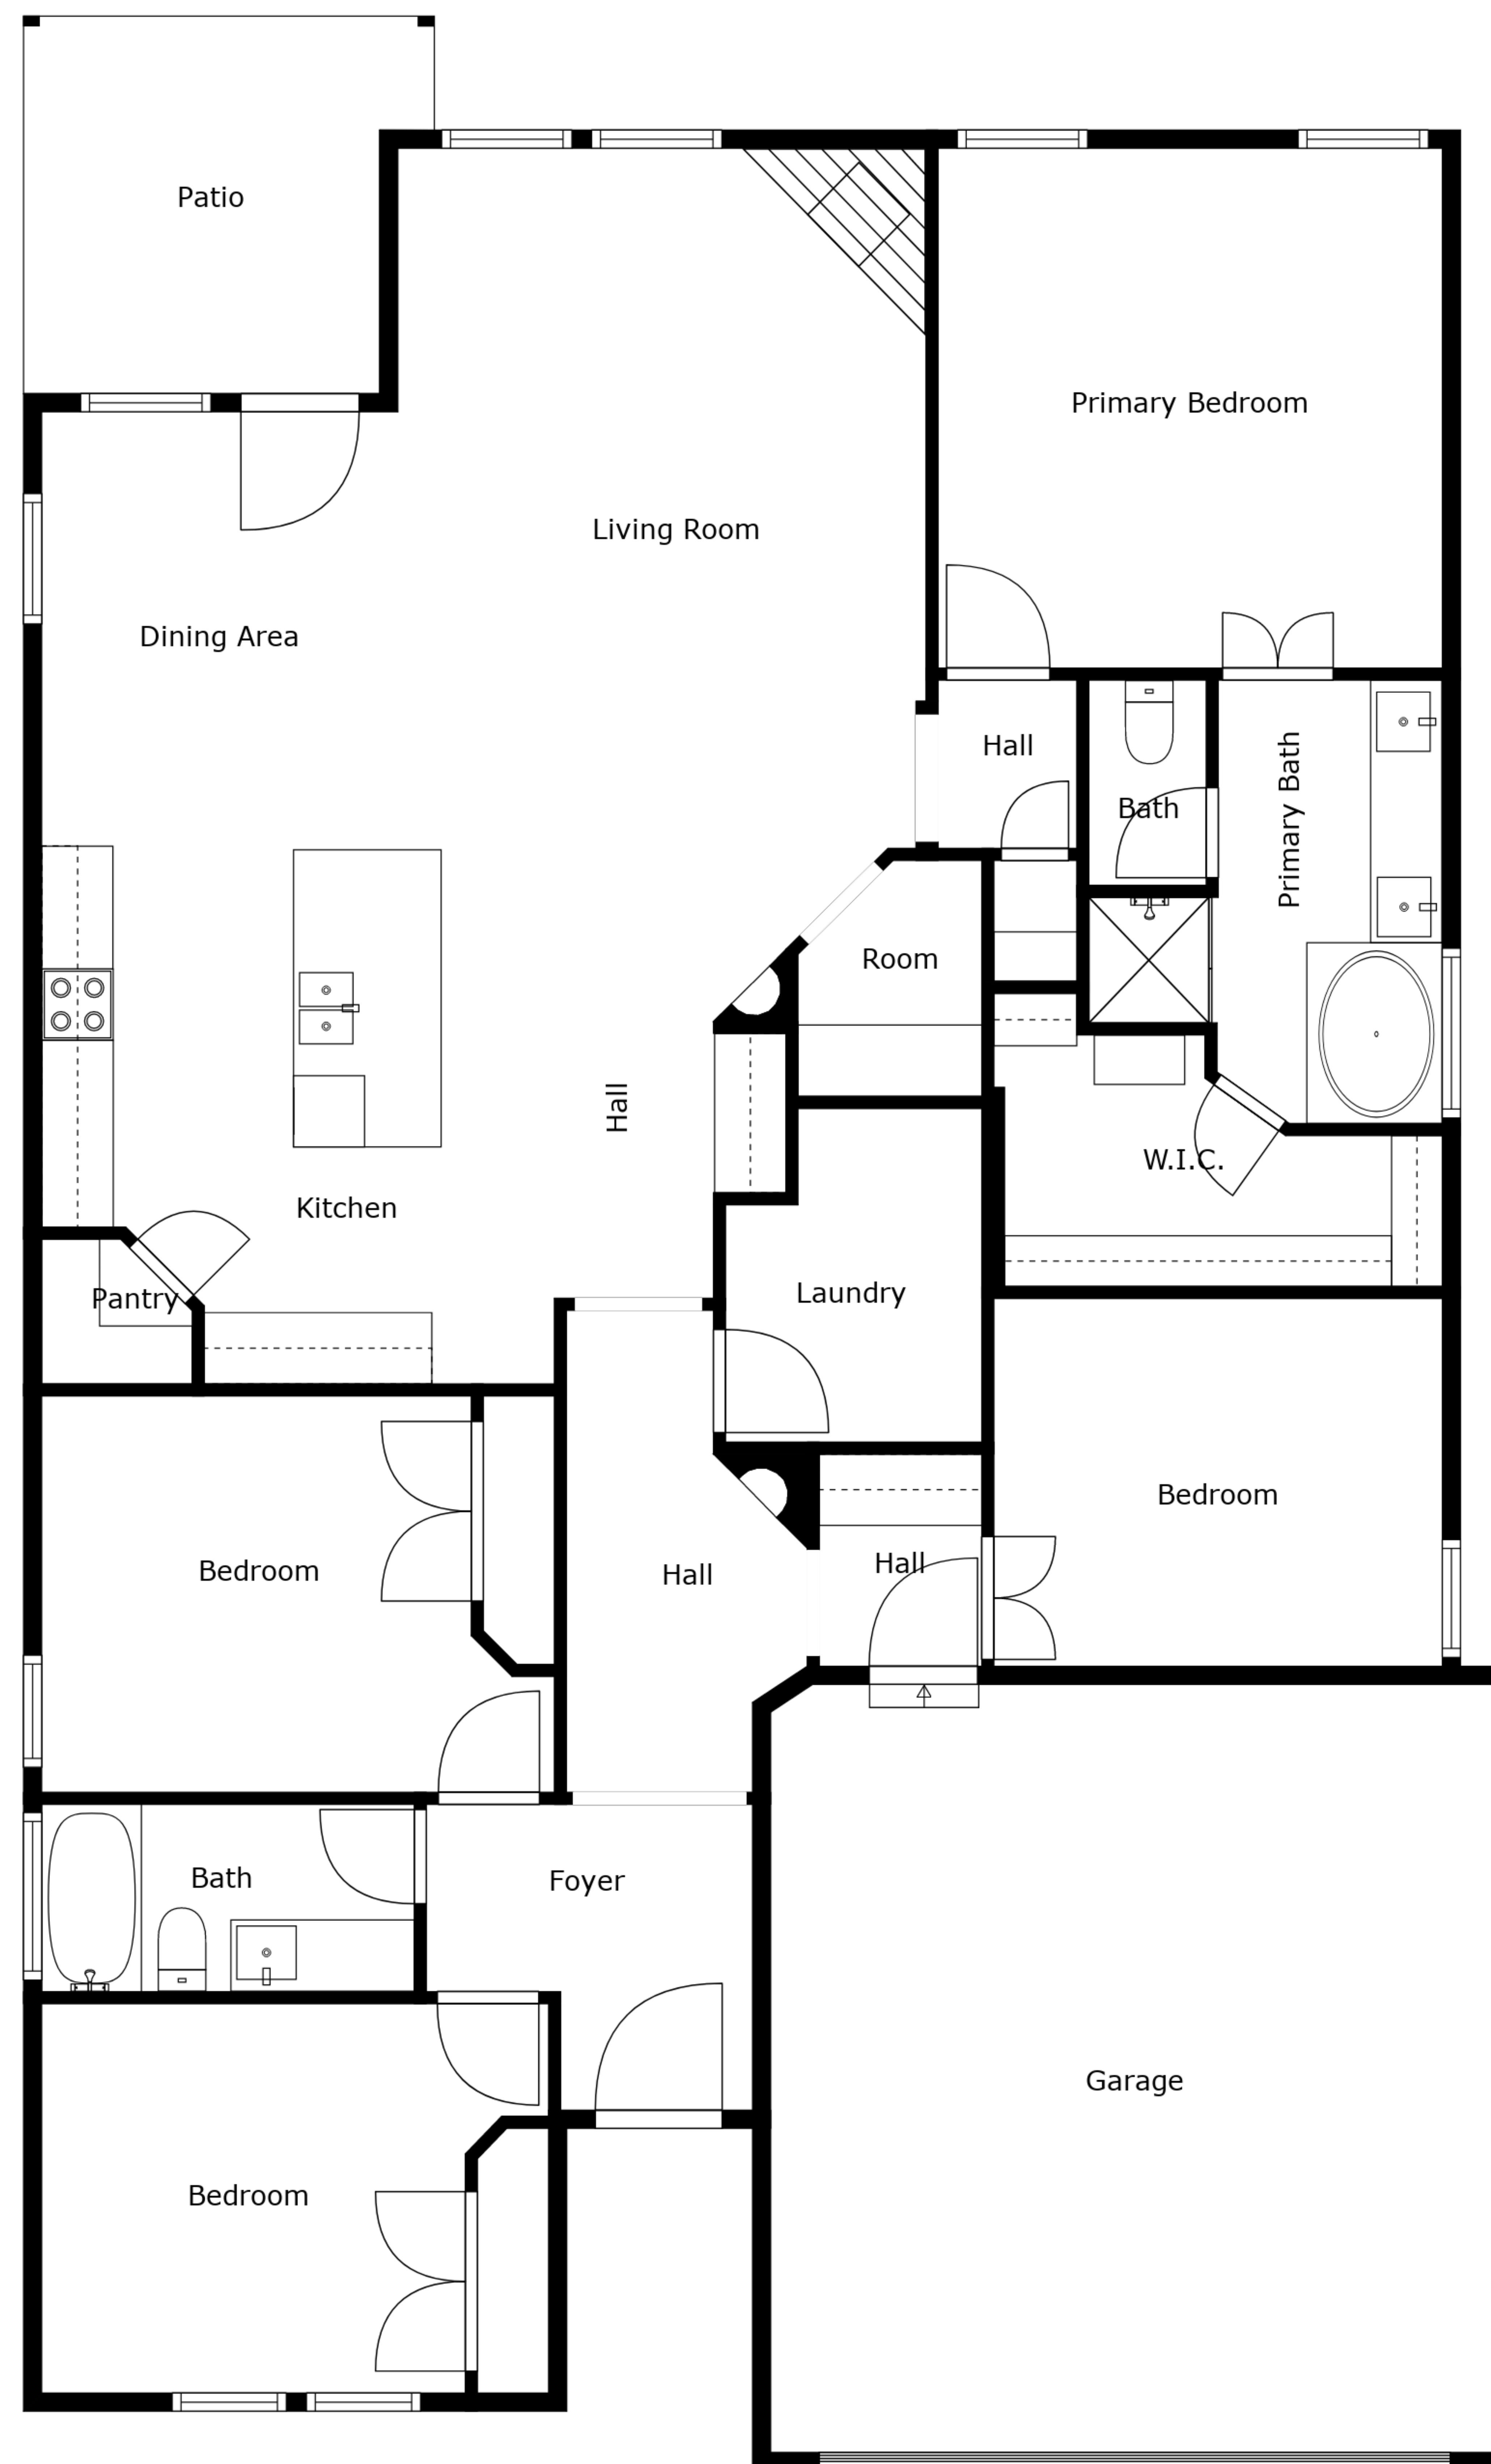 Patio
Primary Bedroom
Living Room
Dining Area
Hall
Bath
Primary Bath
Room
Hall
W.I.C.
Kitchen
Laundry
Pantry
Bedroom
Hall
Bedroom
Hall
Bath
Foyer
Garage
Bedroom